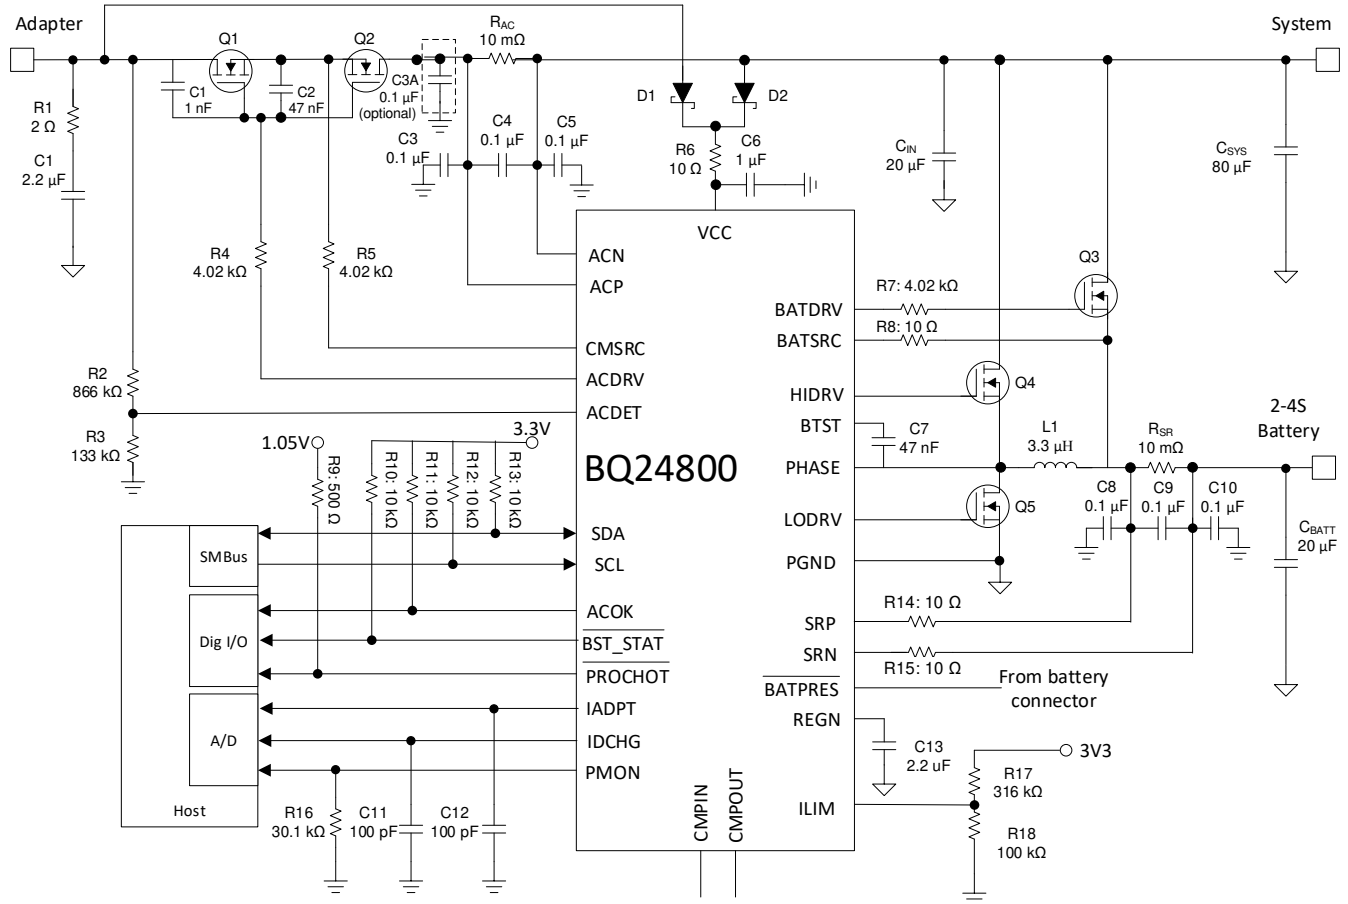 Adapter
System
Q1
Q2
RAC
10 mΩ
C1
1 nF
C2
47 nF
C3A
0.1 µF
(optional)
D1
D2
R1
2 Ω
C1
2.2 µF
C3
0.1 µF
C4
0.1 µF
C5
0.1 µF
R6
10 Ω
C6
1 µF
CIN
20 µF
CSYS
80 µF
R4
4.02 kΩ
R5
4.02 kΩ
VCC
ACN
ACP
CMSRC
ACDRV
ACDET
Q3
R7: 4.02 kΩ
BATDRV
R8: 10 Ω
BATSRC
HIDRV
Q4
BTST
C7
47 nF
PHASE
L1
3.3 µH
RSR
10 mΩ
2-4S
Battery
R2
866 kΩ
R3
133 kΩ
1.05V
3.3V
R9: 500 Ω
R10: 10 kΩ
R11: 10 kΩ
R12: 10 kΩ
R13: 10 kΩ
BQ24800
C8
0.1 µF
C9
0.1 µF
C10
0.1 µF
CBATT
20 µF
LODRV
Q5
PGND
SMBus
SDA
SCL
Dig I/O
ACOK
BST_STAT
PROCHOT
A/D
IADPT
IDCHG
PMON
Host
R14: 10 Ω
SRP
SRN
R15: 10 Ω
BATPRES
From battery
connector
REGN
C13
2.2 uF
3V3
R17
316 kΩ
ILIM
R18
100 kΩ
R16
30.1 kΩ
C11
100 pF
C12
100 pF
CMPIN
CMPOUT